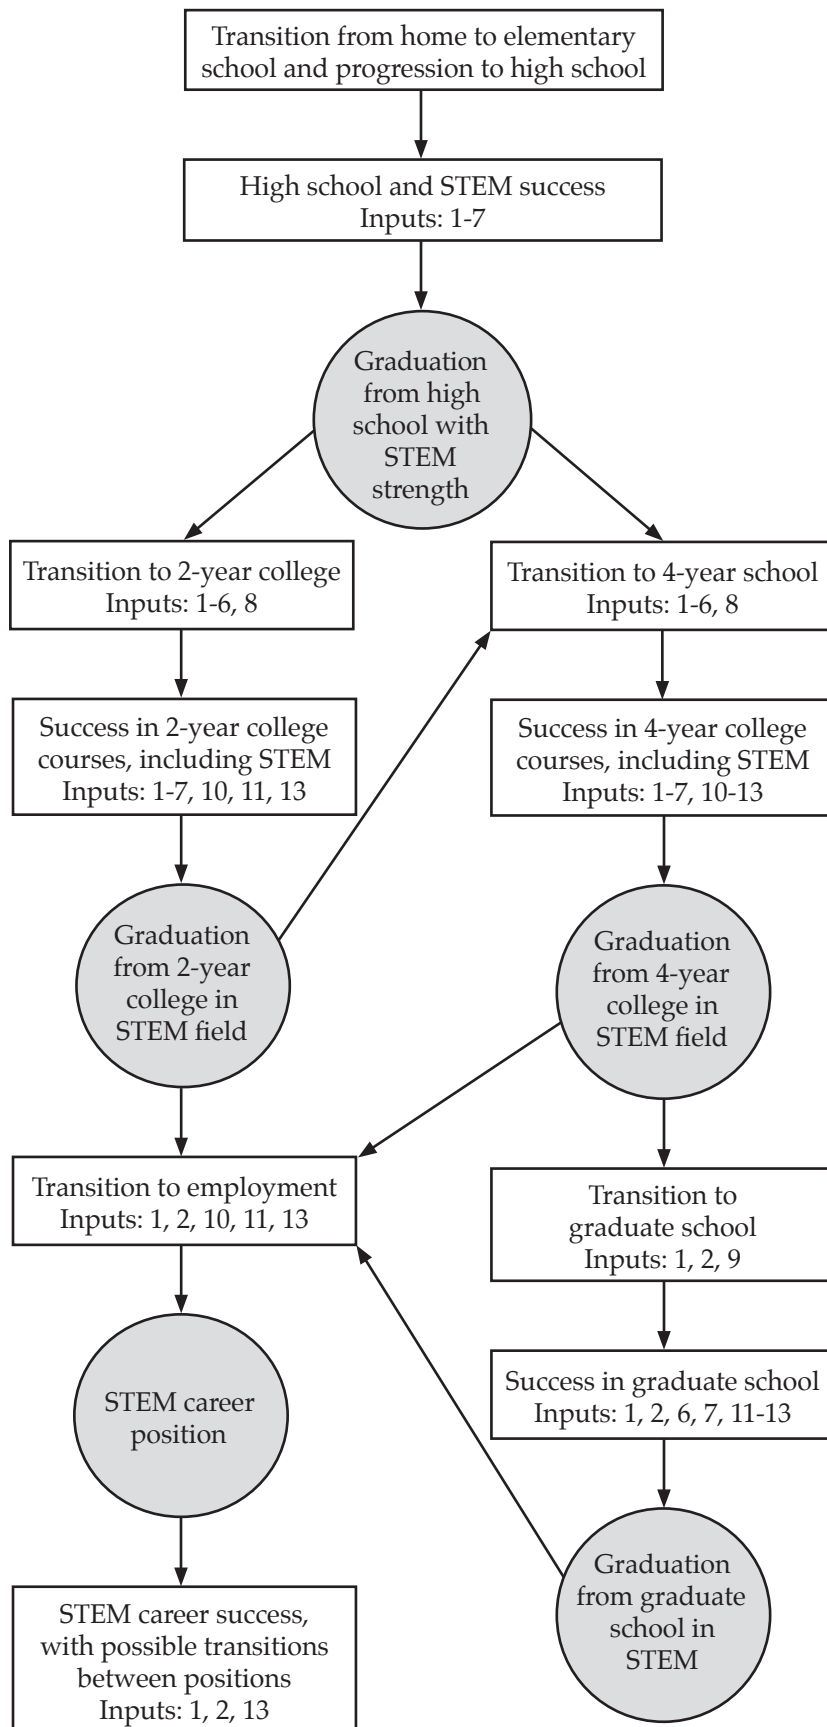 Transition from home to elementary
school and progression to high school
High school and STEM success
Inputs: 1-7
Graduation
from high
school with
STEM
strength
Transition to 2-year college
Inputs: 1-6, 8
Transition to 4-year school
Inputs: 1-6, 8
Success in 2-year college
courses, including STEM
Inputs: 1-7, 10, 11, 13
Success in 4-year college
courses, including STEM
Inputs: 1-7, 10-13
Graduation
from 2-year
college in
STEM field
Graduation
from 4-year
college in
STEM field
Transition to employment
Inputs: 1, 2, 10, 11, 13
Transition to
graduate school
Inputs: 1, 2, 9
STEM career
position
Success in graduate school
Inputs: 1, 2, 6, 7, 11-13
Graduation
from graduate
school in
STEM
STEM career success,
with possible transitions
between positions
Inputs: 1, 2, 13